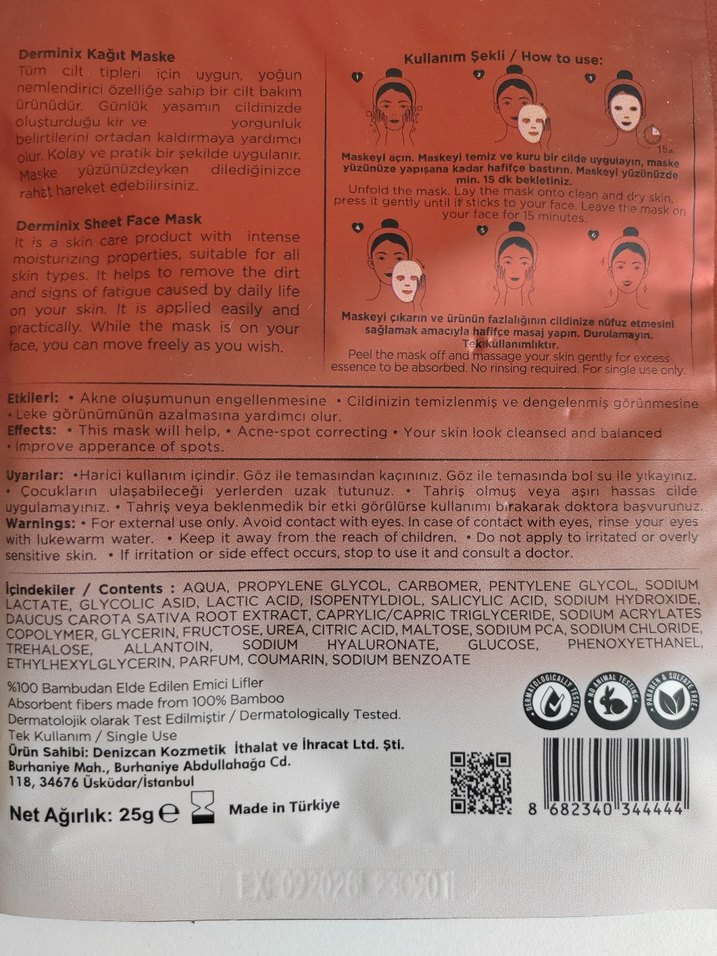 Derminix Kağıt Maske
Tüm cilt tipleri için uygun, yoğun
nemlendirici özelliğe sahip bir cilt bakım
ürünüdür. Günlük yaşamın cildinizde
oluşturduğu kir ve yorgunluk
belirtilerini ortadan kaldırmaya yardımcı
olur. Kolay ve pratik bir şekilde uygulanır.
Maske yüzünüzdeyken dilediğinizce
rahat hareket edebilirsiniz.
Derminix Sheet Face Mask
It is a skin care product with intense
moisturizing properties, suitable for all
skin types. It helps to remove the dirt
and signs of fatigue caused by daily life
on your skin. It is applied easily and
practically. While the mask is on your
face, you can move freely as you wish.
Kullanım Şekli / How to use:
1
2
3
15
Maskeyi açın. Maskeyi temiz ve kuru bir cilde uygulayın, maske
yüzünüze yapışana kadar hafifçe bastırın. Maskeyi yüzünüzde
min. 15 dk bekletiniz.
Unfold the mask. Lay the mask onto clean and dry skin,
press it gently until it sticks to your face. Leave the mask on
your face for 15 minutes.
4
5
6
Maskeyi çıkarın ve ürünün fazlalığının cildinize nüfuz etmesini
sağlamak amacıyla hafifçe masaj yapın. Durulamayın.
Tek kullanımlıktır.
Peel the mask off and massage your skin gently for excess
essence to be absorbed. No rinsing required. For single use only.
Etkileri: • Akne oluşumunun engellenmesine • Cildinizin temizlenmiş ve dengelenmiş görünmesine
• Leke görünümünün azalmasına yardımcı olur.
Effects: • This mask will help, • Acne-spot correcting • Your skin look cleansed and balanced
• Improve apperance of spots.
Uyarılar: •Harici kullanım içindir. Göz ile temasından kaçınınız. Göz ile temasında bol su ile yıkayınız.
• Çocukların ulaşabileceği yerlerden uzak tutunuz. • Tahriş olmuş veya aşırı hassas cilde
uygulamayınız. • Tahriş veya beklenmedik bir etki görülürse kullanımı bırakarak doktora başvurunuz.
Warnings: • For external use only. Avoid contact with eyes. In case of contact with eyes, rinse your eyes
with lukewarm water. • Keep it away from the reach of children. • Do not apply to irritated or overly
sensitive skin. • If irritation or side effect occurs, stop to use it and consult a doctor.
İçindekiler / Contents : AQUA, PROPYLENE GLYCOL, CARBOMER, PENTYLENE GLYCOL, SODIUM
LACTATE, GLYCOLIC ASID, LACTIC ACID, ISOPENTYLDIOL, SALICYLIC ACID, SODIUM HYDROXIDE,
DAUCUS CAROTA SATIVA ROOT EXTRACT, CAPRYLIC/CAPRIC TRIGLYCERIDE, SODIUM ACRYLATES
COPOLYMER, GLYCERIN, FRUCTOSE, UREA, CITRIC ACID, MALTOSE, SODIUM PCA, SODIUM CHLORIDE,
TREHALOSE, ALLANTOIN, SODIUM HYALURONATE, GLUCOSE, PHENOXYETHANEL,
ETHYLHEXYLGLYCERIN, PARFUM, COUMARIN, SODIUM BENZOATE
%100 Bambudan Elde Edilen Emici Lifler
Absorbent fibers made from 100% Bamboo
Dermatolojik olarak Test Edilmiştir / Dermatologically Tested.
Tek Kullanım / Single Use
Ürün Sahibi: Denizcan Kozmetik İthalat ve İhracat Ltd. Şti.
Burhaniye Mah., Burhaniye Abdullahağa Cd.
118, 34676 Üsküdar/İstanbul
Net Ağırlık: 25g ℮
Made in Türkiye
DERMATOLOGICALLY TESTED
NO ANIMAL TESTING
PARABEN & SULFATE FREE
8 682340 344444
EX: 092026 L 23C901